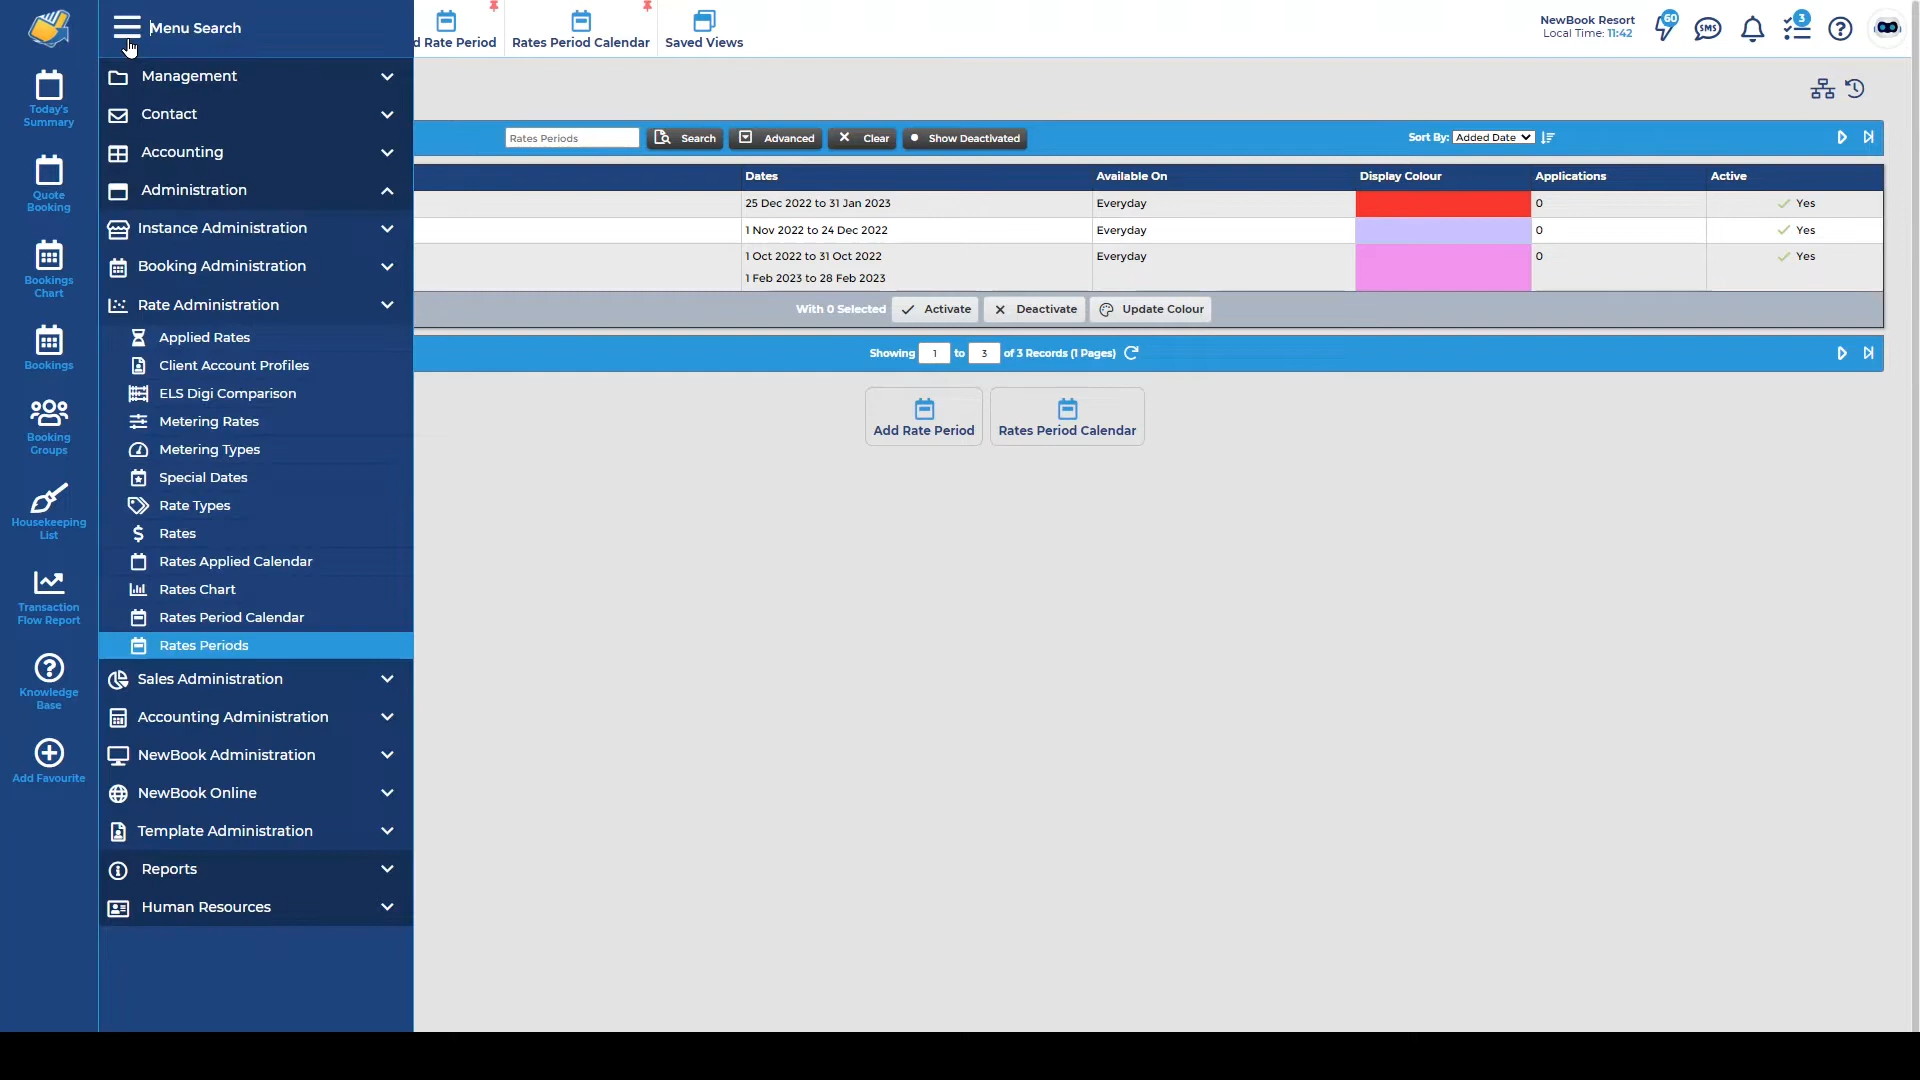 Menu Search
d Rate Period
Rates Period Calendar
Saved Views
NewBook Resort
Local Time: 11:42
60
SMS
3
Today's
Summary
Quote
Booking
Bookings
Chart
Bookings
Booking
Groups
Housekeeping
List
Transaction
Flow Report
Knowledge
Base
Add Favourite
Management
Contact
Accounting
Administration
Instance Administration
Booking Administration
Rate Administration
Applied Rates
Client Account Profiles
ELS Digi Comparison
Metering Rates
Metering Types
Special Dates
Rate Types
Rates
Rates Applied Calendar
Rates Chart
Rates Period Calendar
Rates Periods
Sales Administration
Accounting Administration
NewBook Administration
NewBook Online
Template Administration
Reports
Human Resources
Rates Periods Search Advanced Clear Show Deactivated Sort By: Added Date
Dates Available On Display Colour Applications Active
25 Dec 2022 to 31 Jan 2023 Everyday 0 Yes
1 Nov 2022 to 24 Dec 2022 Everyday 0 Yes
1 Oct 2022 to 31 Oct 2022 Everyday 0 Yes
1 Feb 2023 to 28 Feb 2023
With 0 Selected Activate Deactivate Update Colour
Showing 1 to 3 of 3 Records (1 Pages)
Add Rate Period
Rates Period Calendar